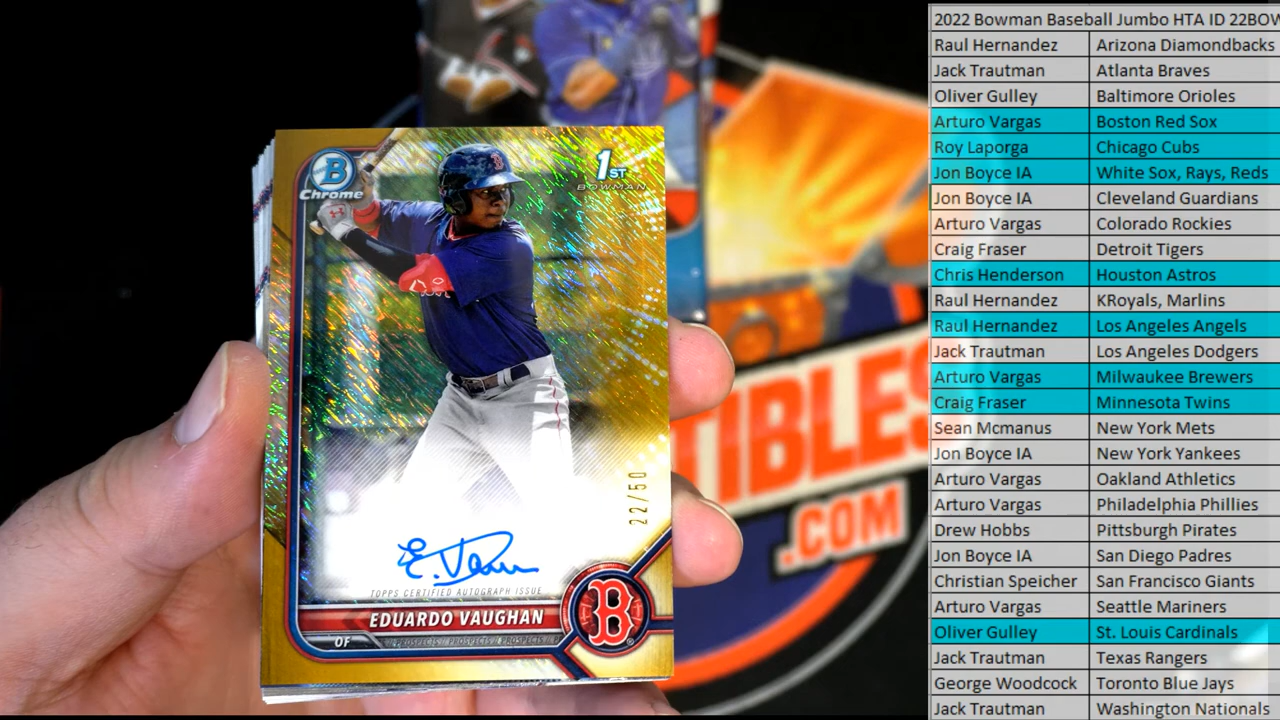 B
Chrome
1ST
BOWMAN
22/50
E. Vaun
TOPPS CERTIFIED AUTOGRAPH ISSUE
EDUARDO VAUGHAN
OF
PROSPECTS // PROSPECTS // PROSPECTS // P
B
TIBLES
.COM
2022 Bowman Baseball Jumbo HTA ID 22BOW
Raul Hernandez Arizona Diamondbacks
Jack Trautman Atlanta Braves
Oliver Gulley Baltimore Orioles
Arturo Vargas Boston Red Sox
Roy Laporga Chicago Cubs
Jon Boyce IA White Sox, Rays, Reds
Jon Boyce IA Cleveland Guardians
Arturo Vargas Colorado Rockies
Craig Fraser Detroit Tigers
Chris Henderson Houston Astros
Raul Hernandez KRoyals, Marlins
Raul Hernandez Los Angeles Angels
Jack Trautman Los Angeles Dodgers
Arturo Vargas Milwaukee Brewers
Craig Fraser Minnesota Twins
Sean Mcmanus New York Mets
Jon Boyce IA New York Yankees
Arturo Vargas Oakland Athletics
Arturo Vargas Philadelphia Phillies
Drew Hobbs Pittsburgh Pirates
Jon Boyce IA San Diego Padres
Christian Speicher San Francisco Giants
Arturo Vargas Seattle Mariners
Oliver Gulley St. Louis Cardinals
Jack Trautman Texas Rangers
George Woodcock Toronto Blue Jays
Jack Trautman Washington Nationals